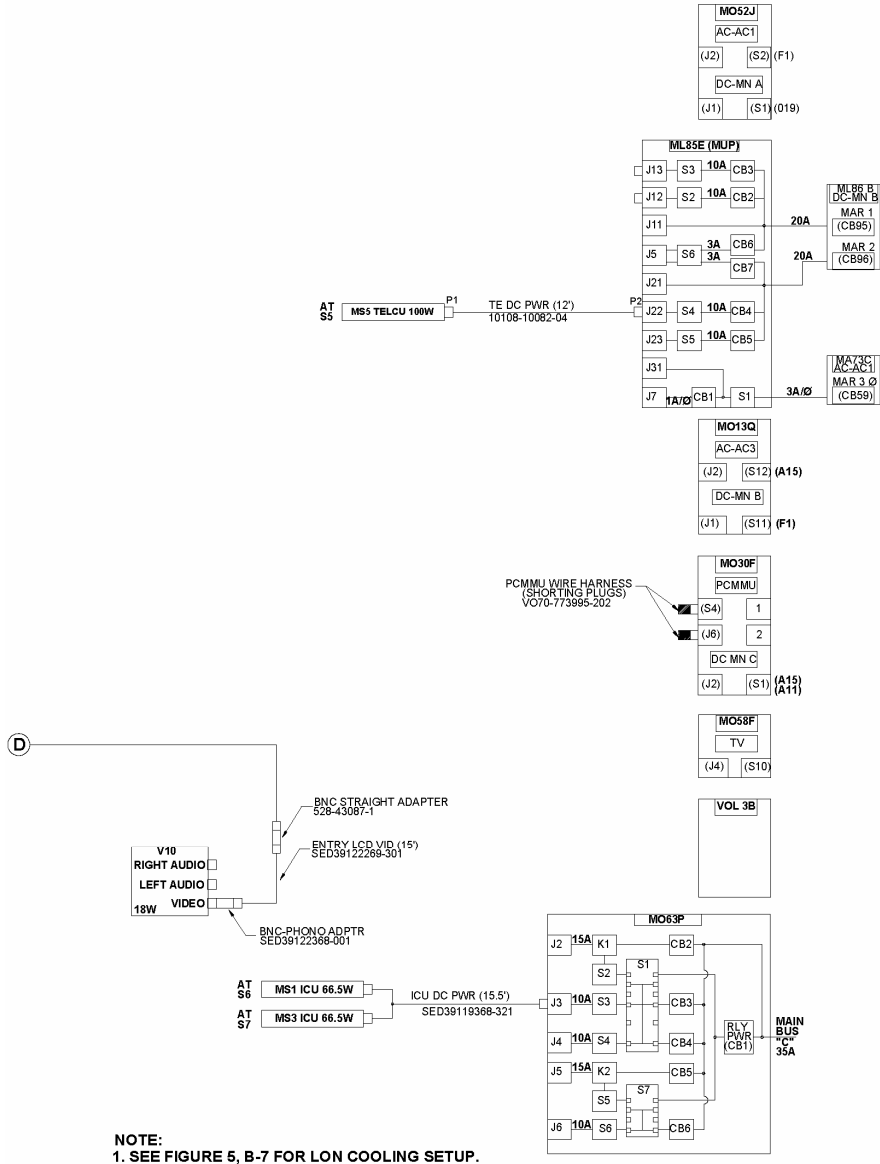 MO52J
AC-AC1
(J2) (S2) (F1)
DC-MN A
(J1) (S1) (019)
ML85E (MUP)
J13 S3 10A CB3
J12 S2 10A CB2
J11
J5 S6 3A CB6
3A CB7
J21
J22 S4 10A CB4
J23 S5 10A CB5
J31
J7 1A/Ø CB1 S1 3A/Ø
20A
20A
ML86 B
DC-MN B
MAR 1
(CB95)
MAR 2
(CB96)
MA73C
AC-AC1
MAR 3 Ø
(CB59)
AT
S5
MS5 TELCU 100W
P1
TE DC PWR (12')
10108-10082-04
P2
MO13Q
AC-AC3
(J2) (S12) (A15)
DC-MN B
(J1) (S11) (F1)
PCMMU WIRE HARNESS
(SHORTING PLUGS)
VO70-773995-202
MO30F
PCMMU
(S4) 1
(J6) 2
DC MN C
(J2) (S1) (A15)
(A11)
MO58F
TV
(J4) (S10)
D
BNC STRAIGHT ADAPTER
528-43087-1
ENTRY LCD VID (15')
SED39122269-301
V10
RIGHT AUDIO
LEFT AUDIO
VIDEO
18W
BNC-PHONO ADPTR
SED39122368-001
VOL 3B
MO63P
J2 15A K1 CB2
S2 S1
J3 10A S3 CB3
J4 10A S4 CB4
J5 15A K2 CB5
S5 S7
J6 10A S6 CB6
RLY
PWR
(CB1)
MAIN
BUS
"C"
35A
AT
S6
MS1 ICU 66.5W
AT
S7
MS3 ICU 66.5W
ICU DC PWR (15.5')
SED39119368-321
NOTE:
1. SEE FIGURE 5, B-7 FOR LON COOLING SETUP.